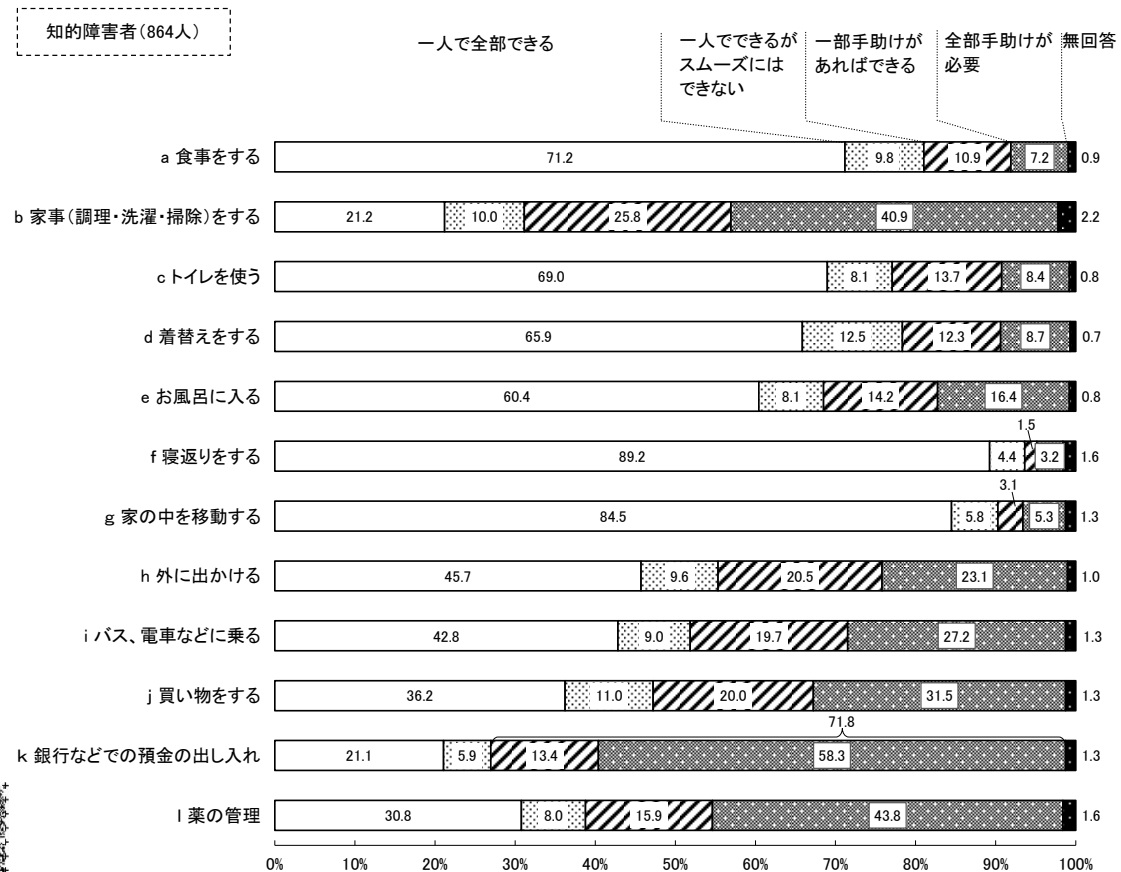 知的障害者(864人)
一人で全部できる
一人でできるが
スムーズには
できない
一部手助けが
あればできる
全部手助けが
必要
無回答
a 食事をする 71.2 9.8 10.9 7.2 0.9
b 家事(調理・洗濯・掃除)をする 21.2 10.0 25.8 40.9 2.2
c トイレを使う 69.0 8.1 13.7 8.4 0.8
d 着替えをする 65.9 12.5 12.3 8.7 0.7
e お風呂に入る 60.4 8.1 14.2 16.4 0.8
f 寝返りをする 89.2 4.4 1.5 3.2 1.6
g 家の中を移動する 84.5 5.8 3.1 5.3 1.3
h 外に出かける 45.7 9.6 20.5 23.1 1.0
i バス、電車などに乗る 42.8 9.0 19.7 27.2 1.3
j 買い物をする 36.2 11.0 20.0 31.5 1.3
71.8
k 銀行などでの預金の出し入れ 21.1 5.9 13.4 58.3 1.3
l 薬の管理 30.8 8.0 15.9 43.8 1.6
0% 10% 20% 30% 40% 50% 60% 70% 80% 90% 100%